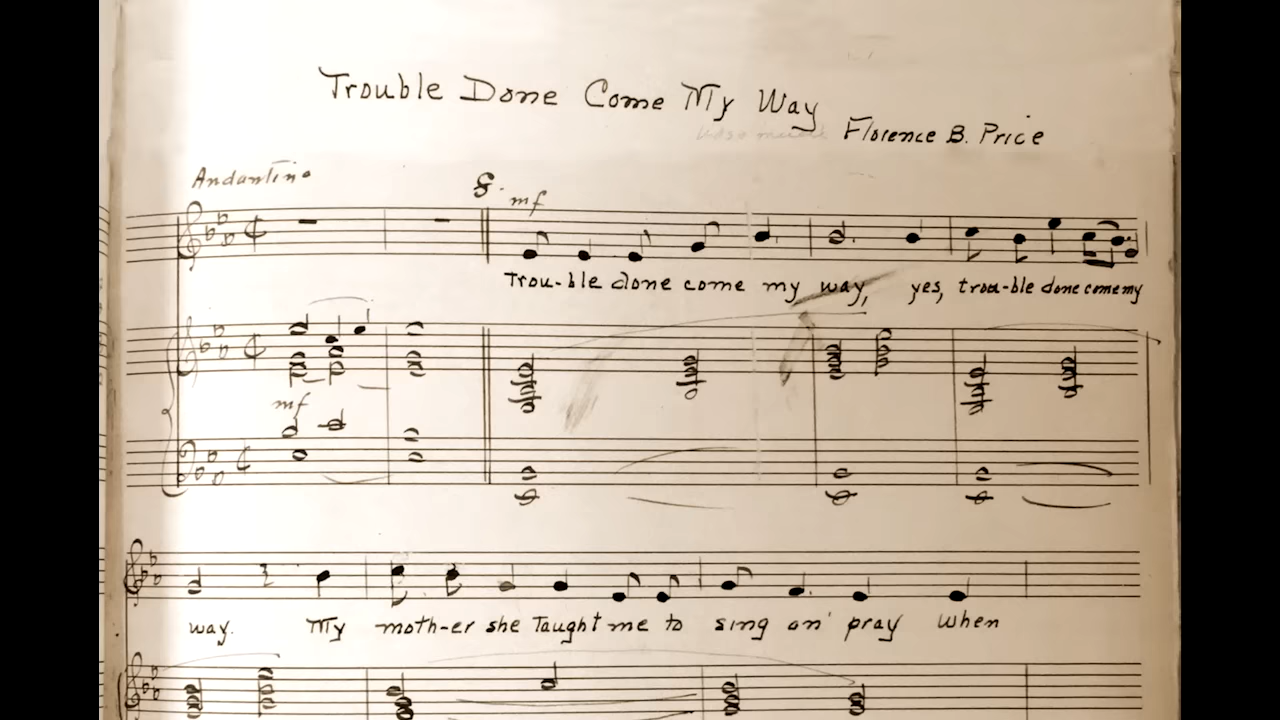 Trouble Done Come My Way
Florence B. Price
Andantino
mf
Trou-ble done come my way, yes, trou-ble done come my
mf
way. My moth-er she taught me to sing an' pray when